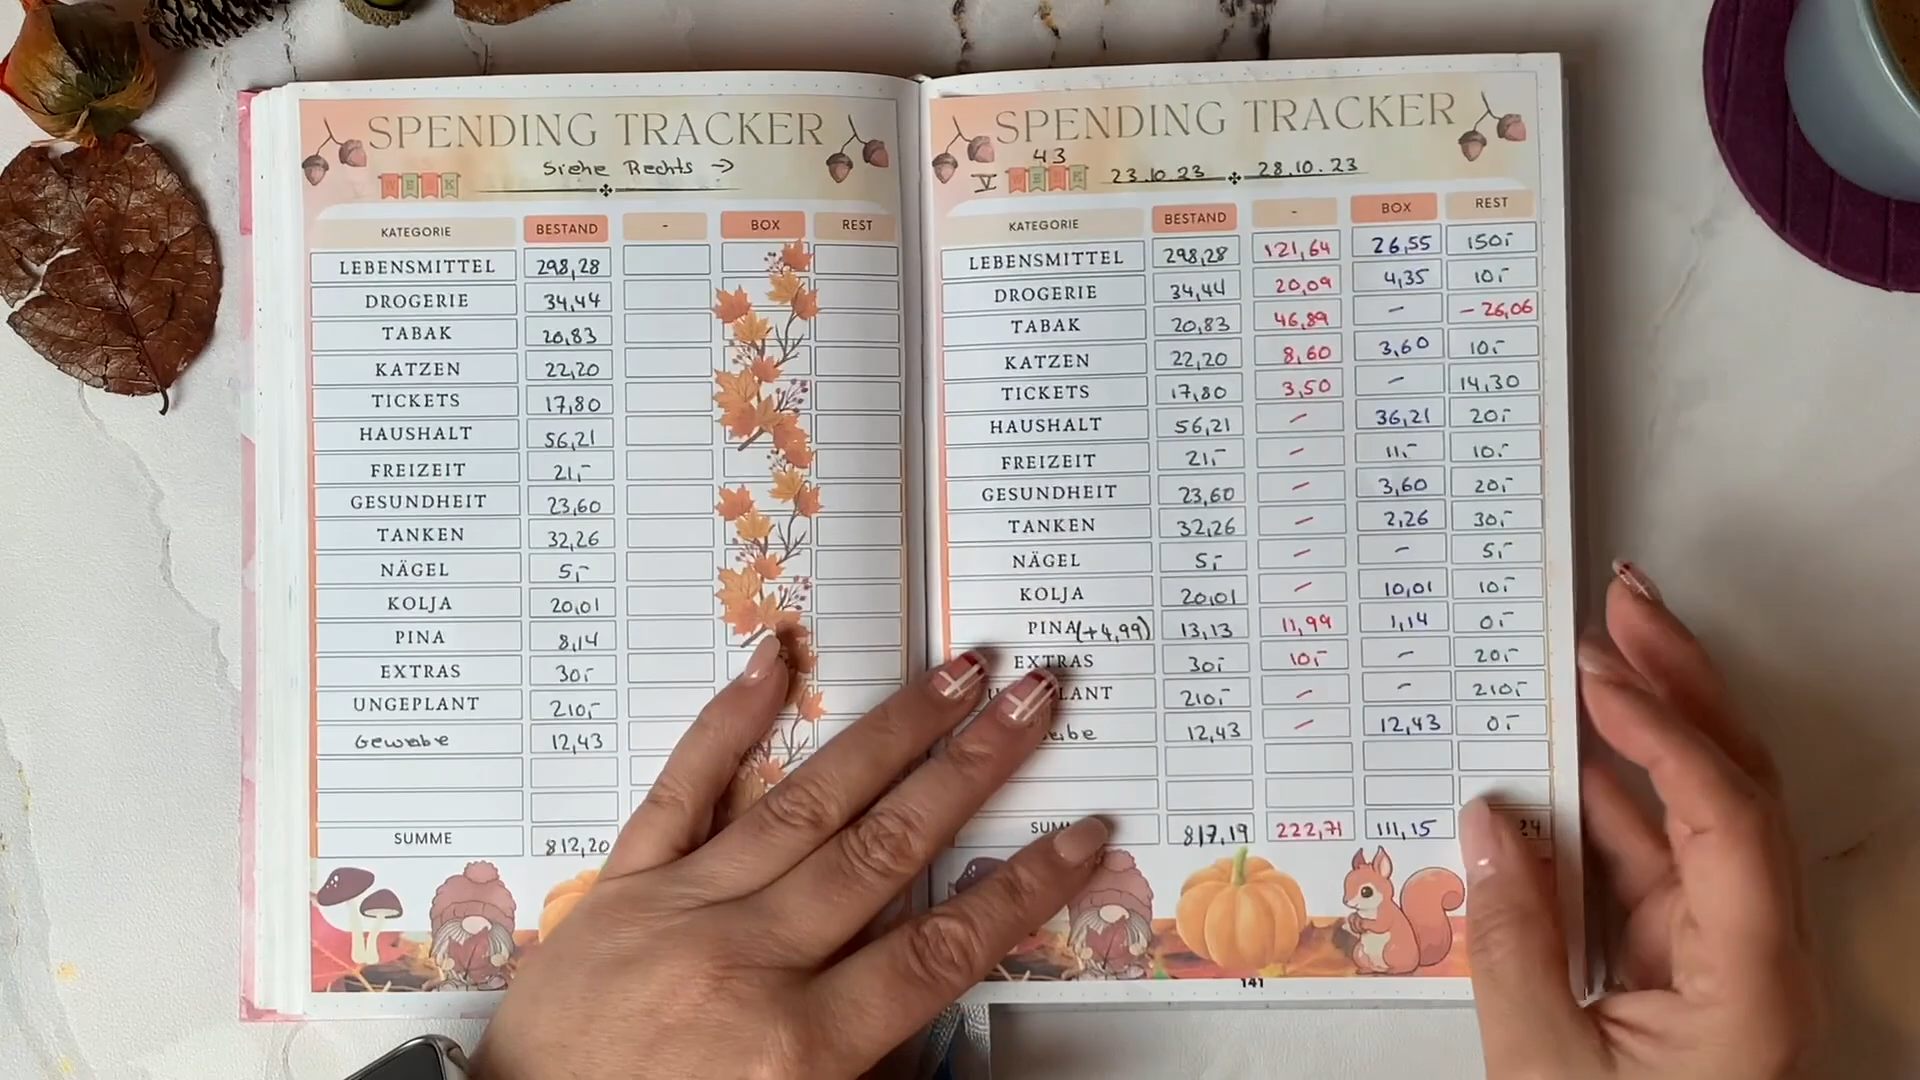 SPENDING TRACKER
Siehe Rechts →
WEEK
KATEGORIE BESTAND - BOX REST
LEBENSMITTEL 298,28
DROGERIE 34,44
TABAK 20,83
KATZEN 22,20
TICKETS 17,80
HAUSHALT 56,21
FREIZEIT 21,-
GESUNDHEIT 23,60
TANKEN 32,26
NÄGEL 5,-
KOLJA 20,01
PINA 8,14
EXTRAS 30,-
UNGEPLANT 210,-
Gewebe 12,43
SUMME 812,20
SPENDING TRACKER
43
V WEEK 23.10.23 28.10.23
KATEGORIE BESTAND - BOX REST
LEBENSMITTEL 298,28 121,64 26,55 150,-
DROGERIE 34,44 20,09 4,35 10,-
TABAK 20,83 46,89 - -26,06
KATZEN 22,20 8,60 3,60 10,-
TICKETS 17,80 3,50 - 14,30
HAUSHALT 56,21 - 36,21 20,-
FREIZEIT 21,- - 11,- 10,-
GESUNDHEIT 23,60 - 3,60 20,-
TANKEN 32,26 - 2,26 30,-
NÄGEL 5,- - - 5,-
KOLJA 20,01 - 10,01 10,-
PINA (+4,99) 13,13 11,99 1,14 0,-
EXTRAS 30,- 10,- - 20,-
LANT 210,- - - 210,-
ebe 12,43 - 12,43 0,-
SUM 817,19 222,71 111,15 24
141